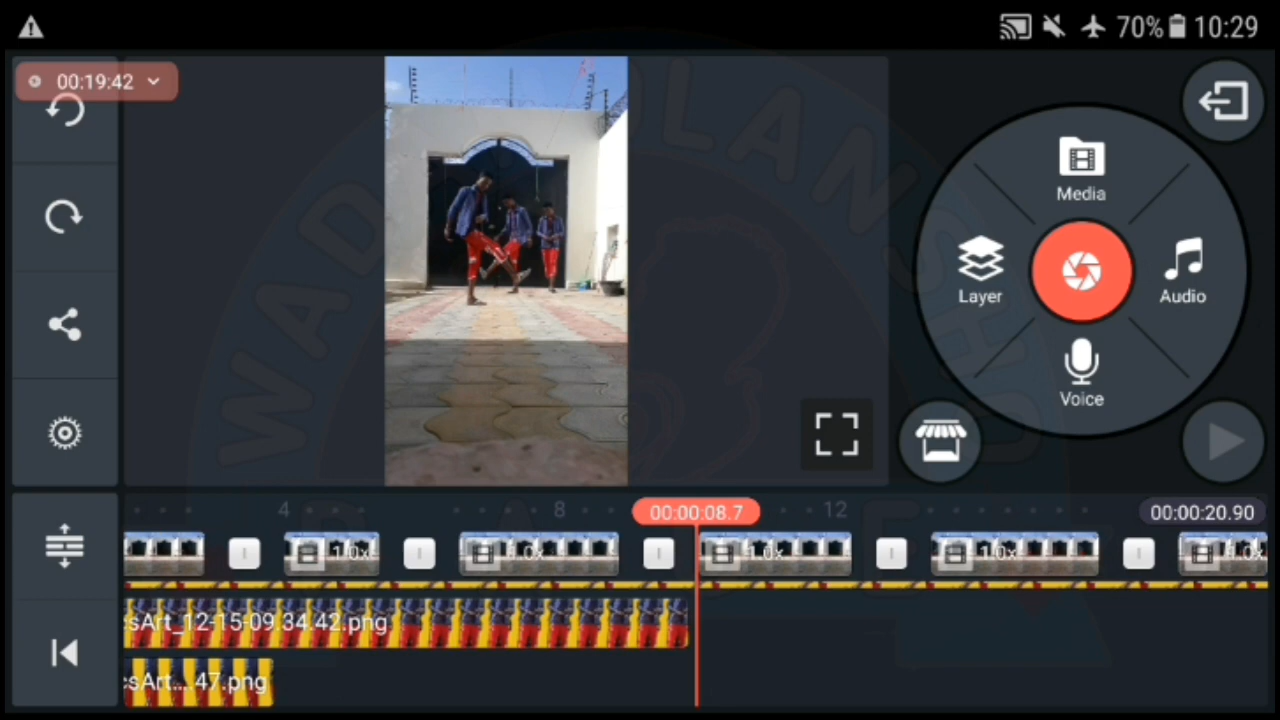 70% 10:29
00:19:42
Media
Layer
Audio
Voice
4 8 12
00:00:08.7
00:00:20.90
1.0x
1.0x
1.0x
1.0x
1.0x
sArt_12-15-09.34.42.png
sArt....47.png